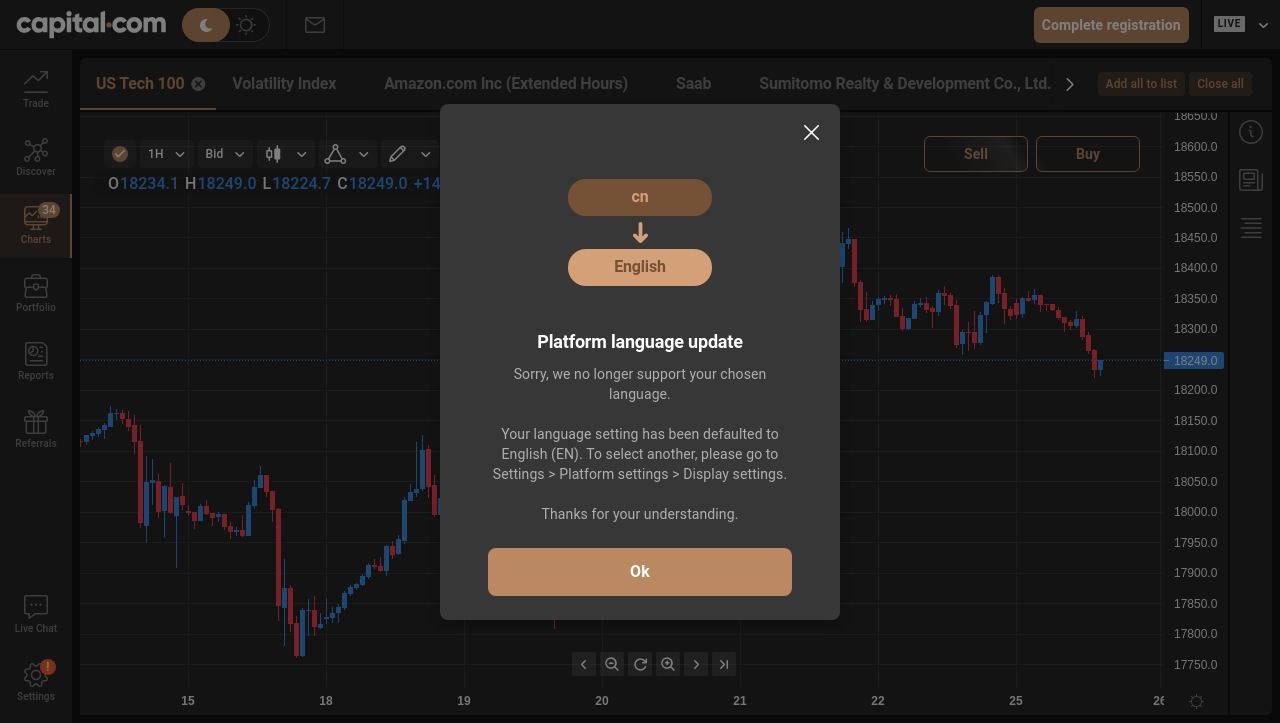 capital.com
Complete registration
LIVE
US Tech 100
Volatility Index
Amazon.com Inc (Extended Hours)
Saab
Sumitomo Realty & Development Co., Ltd.
Add all to list
Close all
Trade
Discover
34
Charts
Portfolio
Reports
Referrals
Live Chat
!
Settings
1H
Bid
O18234.1 H18249.0 L18224.7 C18249.0 +14
Sell
Buy
cn
English
Platform language update
Sorry, we no longer support your chosen
language.
Your language setting has been defaulted to
English (EN). To select another, please go to
Settings > Platform settings > Display settings.
Thanks for your understanding.
Ok
18650.0
18600.0
18550.0
18500.0
18450.0
18400.0
18350.0
18300.0
18249.0
18200.0
18150.0
18100.0
18050.0
18000.0
17950.0
17900.0
17850.0
17800.0
17750.0
15
18
19
20
21
22
25
26